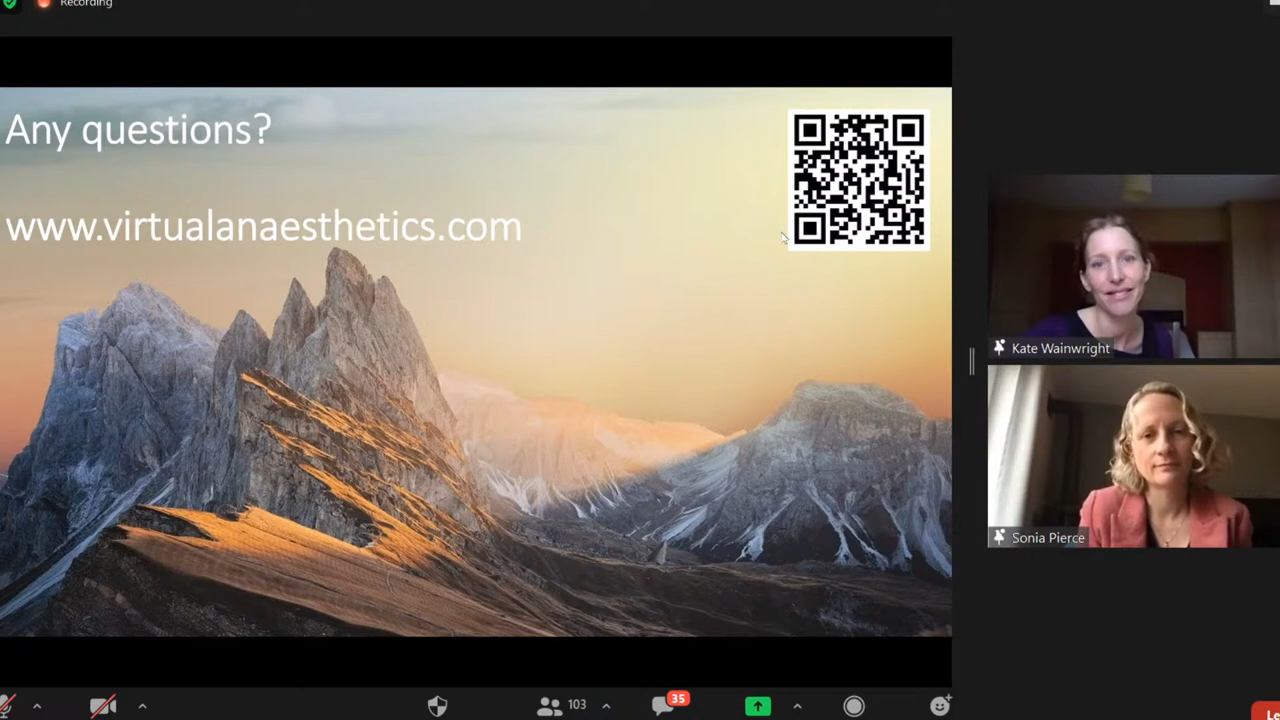 Recording
Any questions?
www.virtualanaesthetics.com
Kate Wainwright
Sonia Pierce
103
35